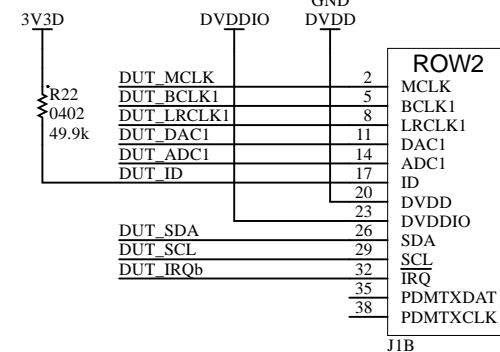 GND
3V3D DVDDIO DVDD
R22
0402
49.9k
ROW2
DUT_MCLK 2 MCLK
DUT_BCLK1 5 BCLK1
DUT_LRCLK1 8 LRCLK1
DUT_DAC1 11 DAC1
DUT_ADC1 14 ADC1
DUT_ID 17 ID
20 DVDD
23 DVDDIO
DUT_SDA 26 SDA
DUT_SCL 29 SCL
DUT_IRQb 32 IRQ
35 PDMTXDAT
38 PDMTXCLK
J1B